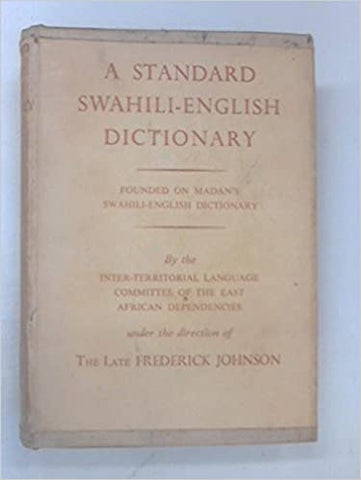 A STANDARD
SWAHILI-ENGLISH
DICTIONARY
FOUNDED ON MADAN'S
SWAHILI-ENGLISH DICTIONARY
By the
INTER-TERRITORIAL LANGUAGE
COMMITTEE OF THE EAST
AFRICAN DEPENDENCIES
under the direction of
THE LATE FREDERICK JOHNSON